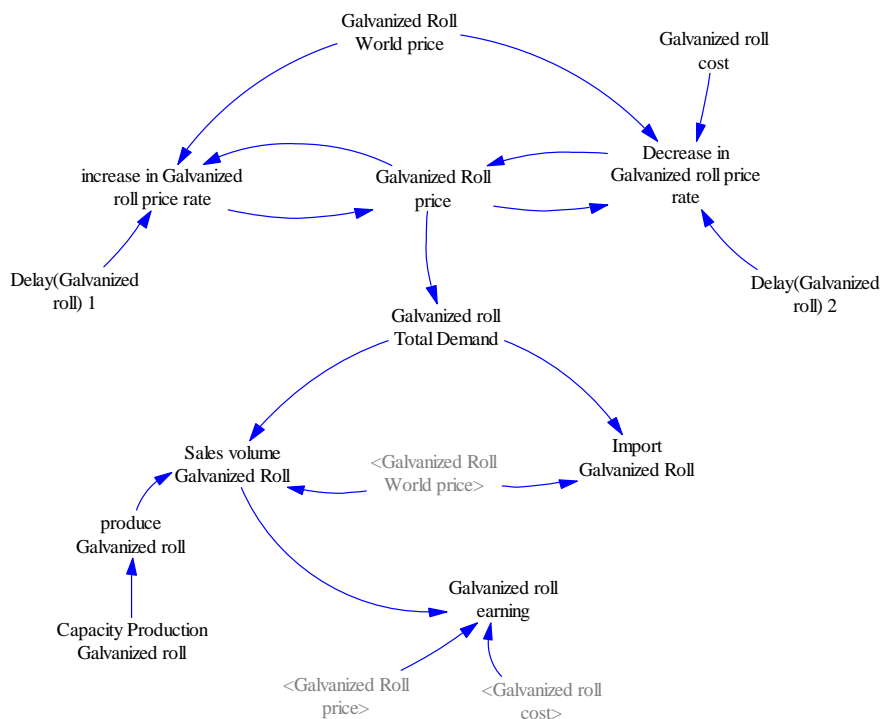 Galvanized Roll
World price
Galvanized roll
cost
increase in Galvanized
roll price rate
Galvanized Roll
price
Decrease in
Galvanized roll price
rate
Delay(Galvanized
roll) 1
Delay(Galvanized
roll) 2
Galvanized roll
Total Demand
Sales volume
Galvanized Roll
<Galvanized Roll
World price>
Import
Galvanized Roll
produce
Galvanized roll
Capacity Production
Galvanized roll
Galvanized roll
earning
<Galvanized Roll
price>
<Galvanized roll
cost>